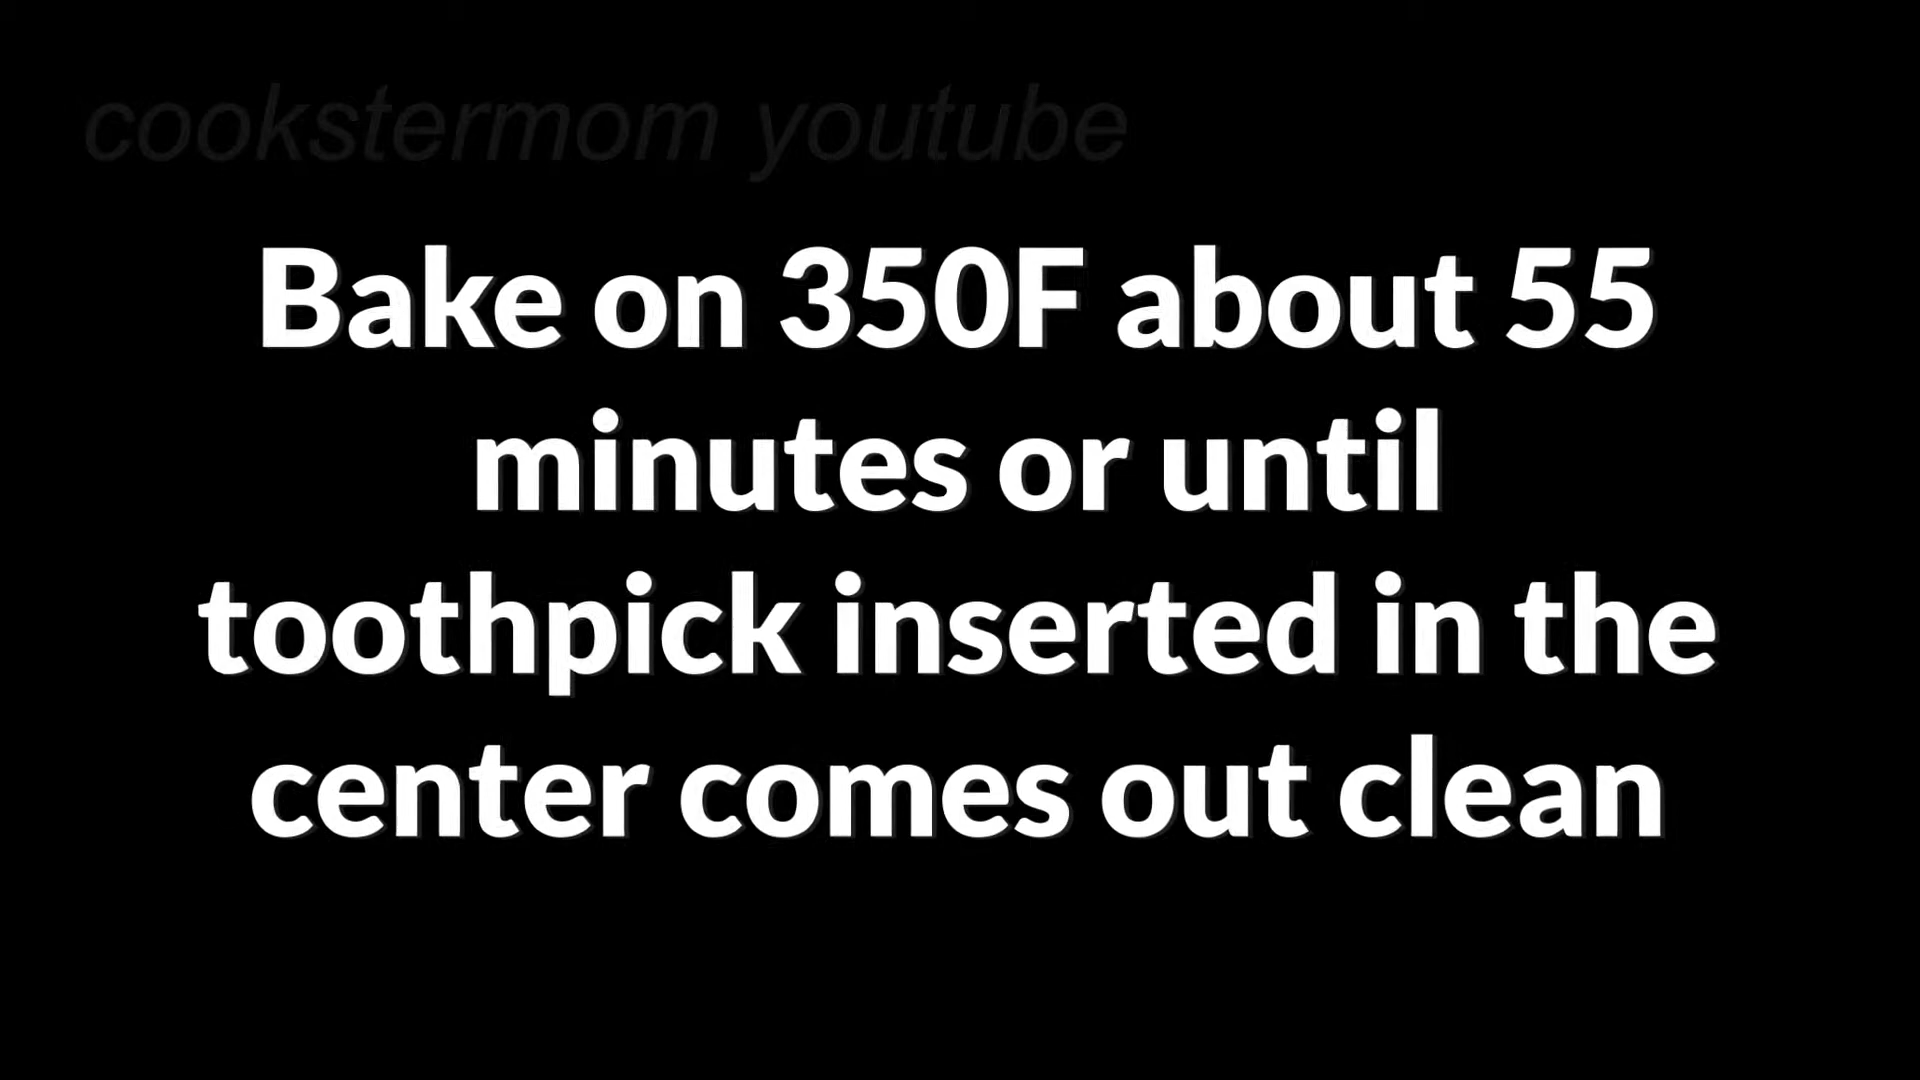 cookstermom youtube
Bake on 350F about 55
minutes or until
toothpick inserted in the
center comes out clean